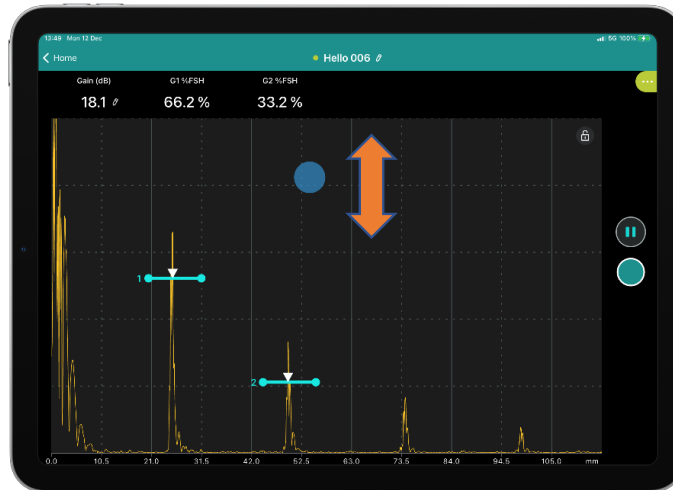 13:49 Mon 12 Dec
5G 100%
Home
Hello 006
Gain (dB) G1 %FSH G2 %FSH
18.1 66.2 % 33.2 %
1
2
0.0 10.5 21.0 31.5 42.0 52.5 63.0 73.5 84.0 94.5 105.0 mm